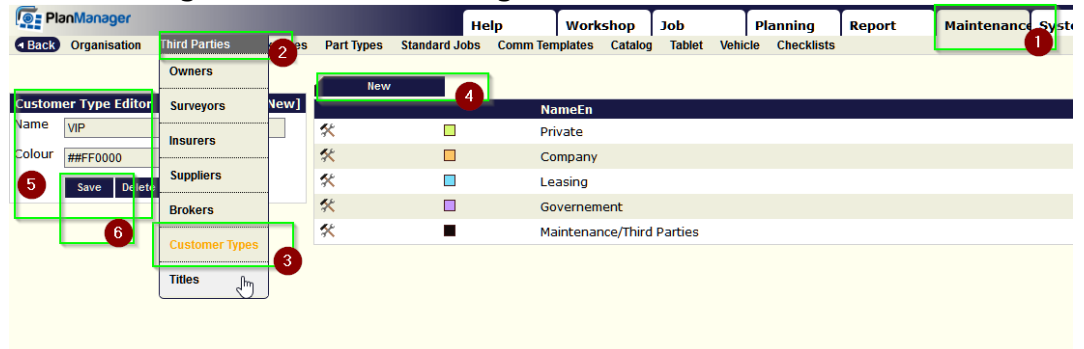 PlanManager
Help Workshop Job Planning Report Maintenance Syste
Back Organisation Third Parties es Part Types Standard Jobs Comm Templates Catalog Tablet Vehicle Checklists
1
2
Owners
Surveyors
Insurers
Suppliers
Brokers
Customer Types
Titles
3
New
4
Customer Type Editor New]
Name VIP
Colour ##FF0000
Save Delete
5
6
NameEn
Private
Company
Leasing
Governement
Maintenance/Third Parties